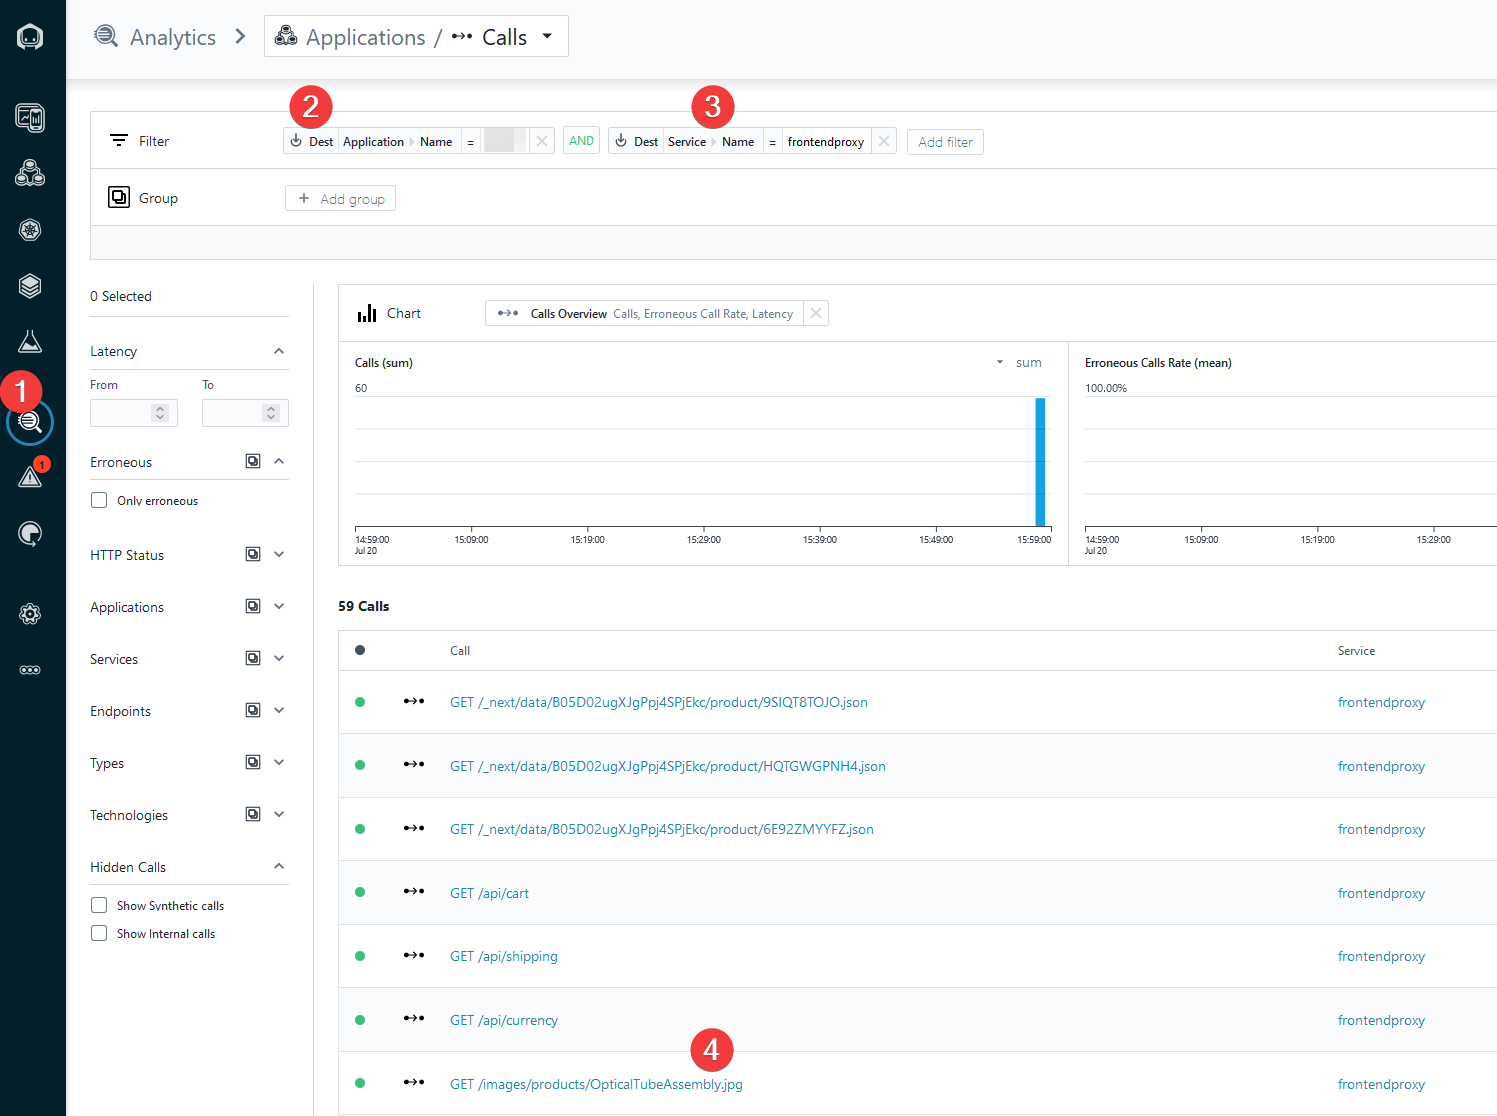 Analytics > Applications / Calls
2 3
Filter Dest Application Name = AND Dest Service Name = frontendproxy Add filter
Group + Add group
0 Selected
Latency
From To
1
Erroneous
1
Only erroneous
HTTP Status
Applications
Services
Endpoints
Types
Technologies
Hidden Calls
Show Synthetic calls
Show Internal calls
Chart Calls Overview Calls, Erroneous Call Rate, Latency
Calls (sum) sum
60
14:59:00 15:09:00 15:19:00 15:29:00 15:39:00 15:49:00 15:59:00
Jul 20
Erroneous Calls Rate (mean)
100.00%
14:59:00 15:09:00 15:19:00 15:29:00
Jul 20
59 Calls
Call Service
GET /_next/data/B05D02ugXJgPpj4SPjEkc/product/9SIQT8TOJO.json frontendproxy
GET /_next/data/B05D02ugXJgPpj4SPjEkc/product/HQTGWGPNH4.json frontendproxy
GET /_next/data/B05D02ugXJgPpj4SPjEkc/product/6E92ZMYYFZ.json frontendproxy
GET /api/cart frontendproxy
GET /api/shipping frontendproxy
GET /api/currency frontendproxy
4
GET /images/products/OpticalTubeAssembly.jpg frontendproxy